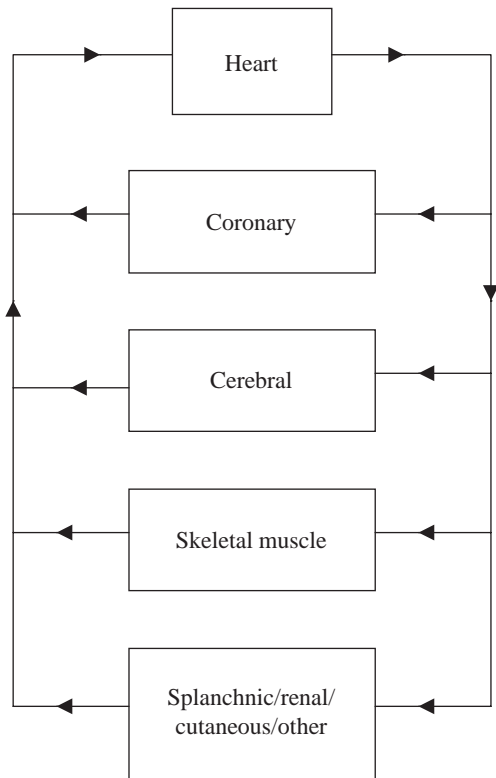 Heart
Coronary
Cerebral
Skeletal muscle
Splanchnic/renal/
cutaneous/other